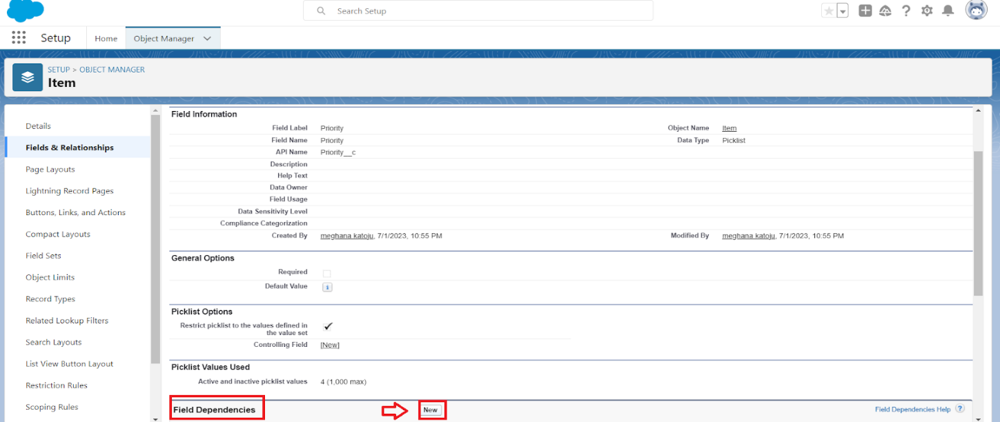 Search Setup
Setup
Home
Object Manager
SETUP > OBJECT MANAGER
Item
Details
Fields & Relationships
Page Layouts
Lightning Record Pages
Buttons, Links, and Actions
Compact Layouts
Field Sets
Object Limits
Record Types
Related Lookup Filters
Search Layouts
List View Button Layout
Restriction Rules
Scoping Rules
Field Information
Field Label Priority Object Name Item
Field Name Priority Data Type Picklist
API Name Priority__c
Description
Help Text
Data Owner
Field Usage
Data Sensitivity Level
Compliance Categorization
Created By meghana katoju, 7/1/2023, 10:55 PM Modified By meghana katoju, 7/1/2023, 10:55 PM
General Options
Required
Default Value
Picklist Options
Restrict picklist to the values defined in
the value set
Controlling Field [New]
Picklist Values Used
Active and inactive picklist values 4 (1,000 max)
Field Dependencies New Field Dependencies Help ?